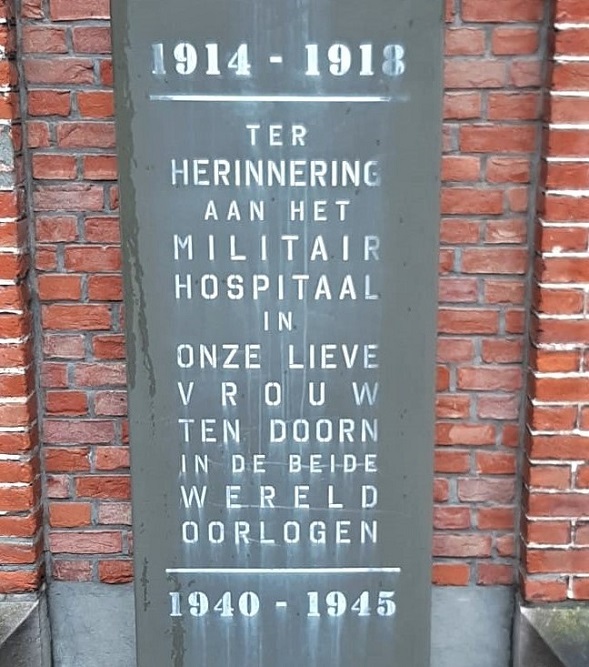 1914 - 1918
TER
HERINNERING
AAN HET
MILITAIR
HOSPITAAL
IN
ONZE LIEVE
VROUW
TEN DOORN
IN DE BEIDE
WERELD
OORLOGEN
1940 - 1945